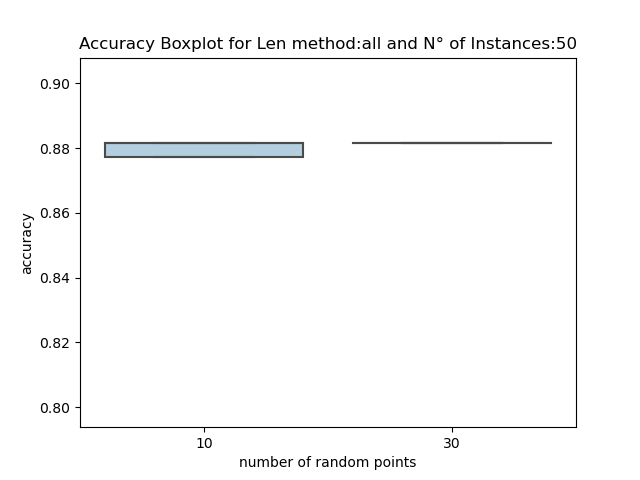 Accuracy Boxplot for Len method:all and N° of Instances:50
0.90
0.88
0.86
0.84
0.82
0.80
accuracy
10 30
number of random points